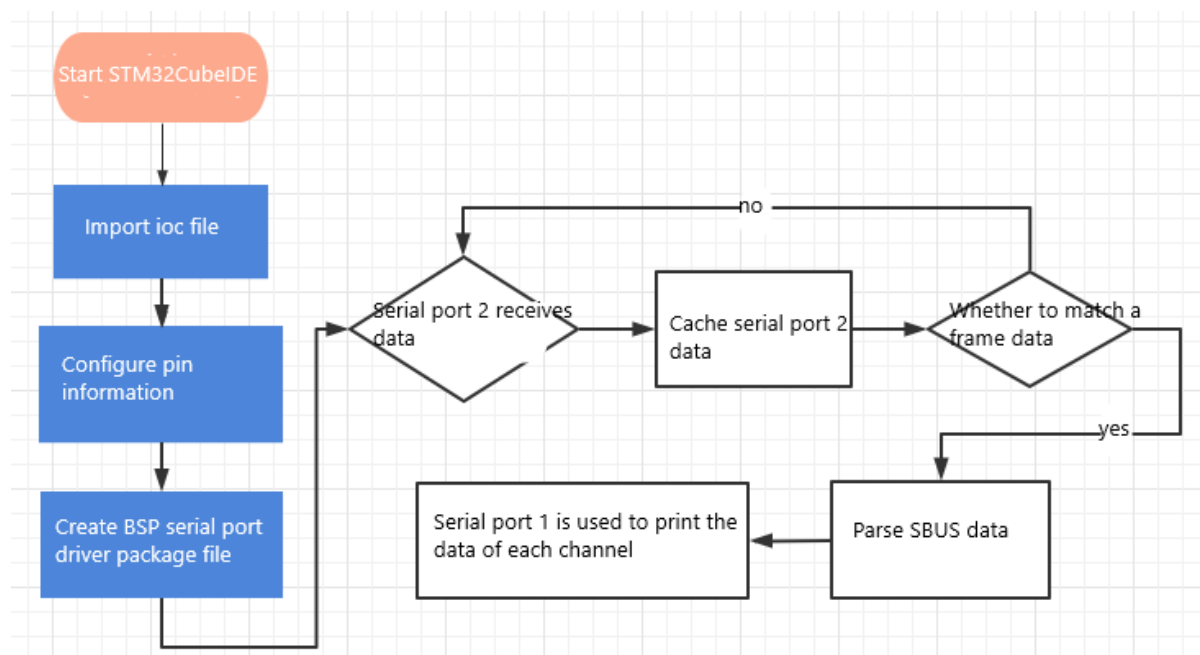 Start STM32CubeIDE
Import ioc file
Configure pin
information
Create BSP serial port
driver package file
no
Serial port 2 receives
data
Cache serial port 2
data
Whether to match a
frame data
yes
Parse SBUS data
Serial port 1 is used to print the
data of each channel